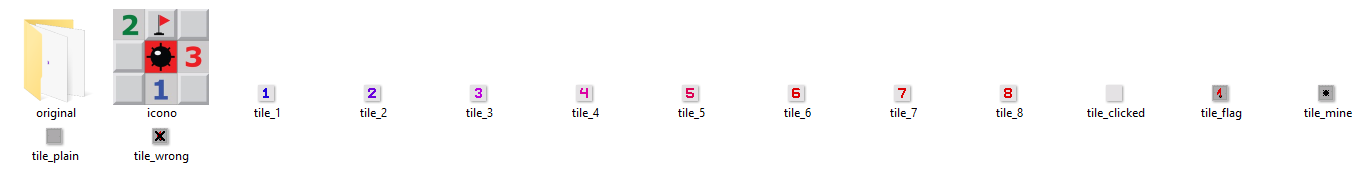 2
3
1
1
2
3
4
5
6
7
8
original
icono
tile_1
tile_2
tile_3
tile_4
tile_5
tile_6
tile_7
tile_8
tile_clicked
tile_flag
tile_mine
tile_plain
tile_wrong